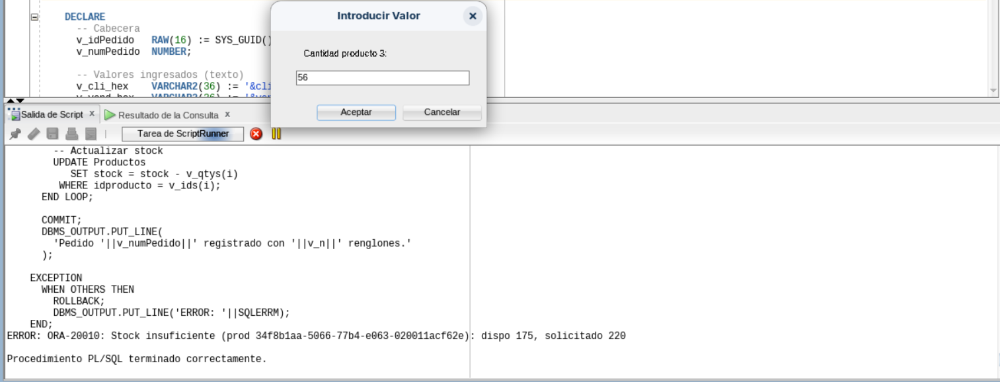 DECLARE
-- Cabecera
v_idPedido RAW(16) := SYS_GUID()
v_numPedido NUMBER;
-- Valores ingresados (texto)
v_cli_hex VARCHAR2(36) := '&cli
Introducir Valor
Cantidad producto 3:
56
Aceptar Cancelar
Salida de Script x Resultado de la Consulta x
Tarea de ScriptRunner
-- Actualizar stock
UPDATE Productos
SET stock = stock - v_qtys(i)
WHERE idproducto = v_ids(i);
END LOOP;
COMMIT;
DBMS_OUTPUT.PUT_LINE(
'Pedido '||v_numPedido||' registrado con '||v_n||' renglones.'
);
EXCEPTION
WHEN OTHERS THEN
ROLLBACK;
DBMS_OUTPUT.PUT_LINE('ERROR: '||SQLERRM);
END;
ERROR: ORA-20010: Stock insuficiente (prod 34f8b1aa-5066-77b4-e063-020011acf62e): dispo 175, solicitado 220
Procedimiento PL/SQL terminado correctamente.